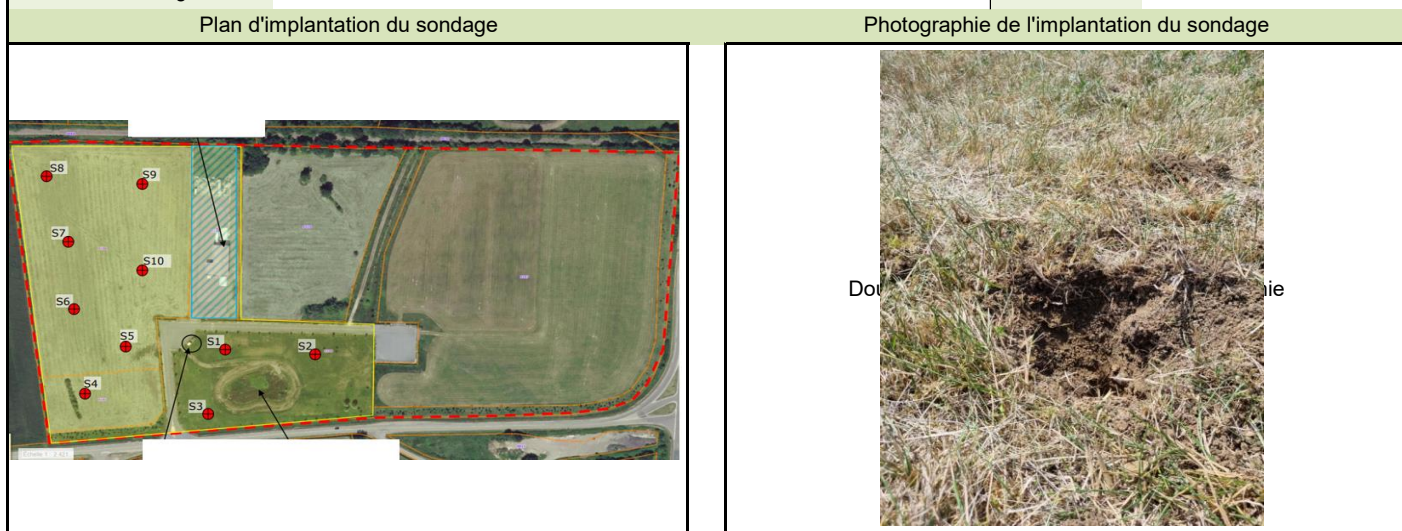 Plan d'implantation du sondage
Photographie de l'implantation du sondage
S8
S9
S7
S10
S6
S5
S1
S2
S4
S3